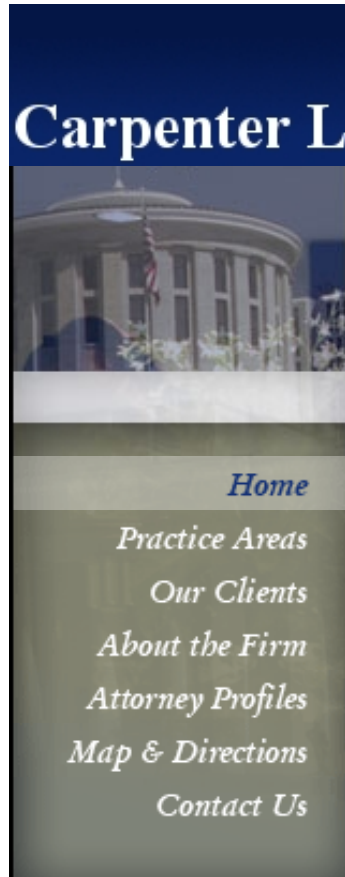 Carpenter L
Home
Practice Areas
Our Clients
About the Firm
Attorney Profiles
Map & Directions
Contact Us